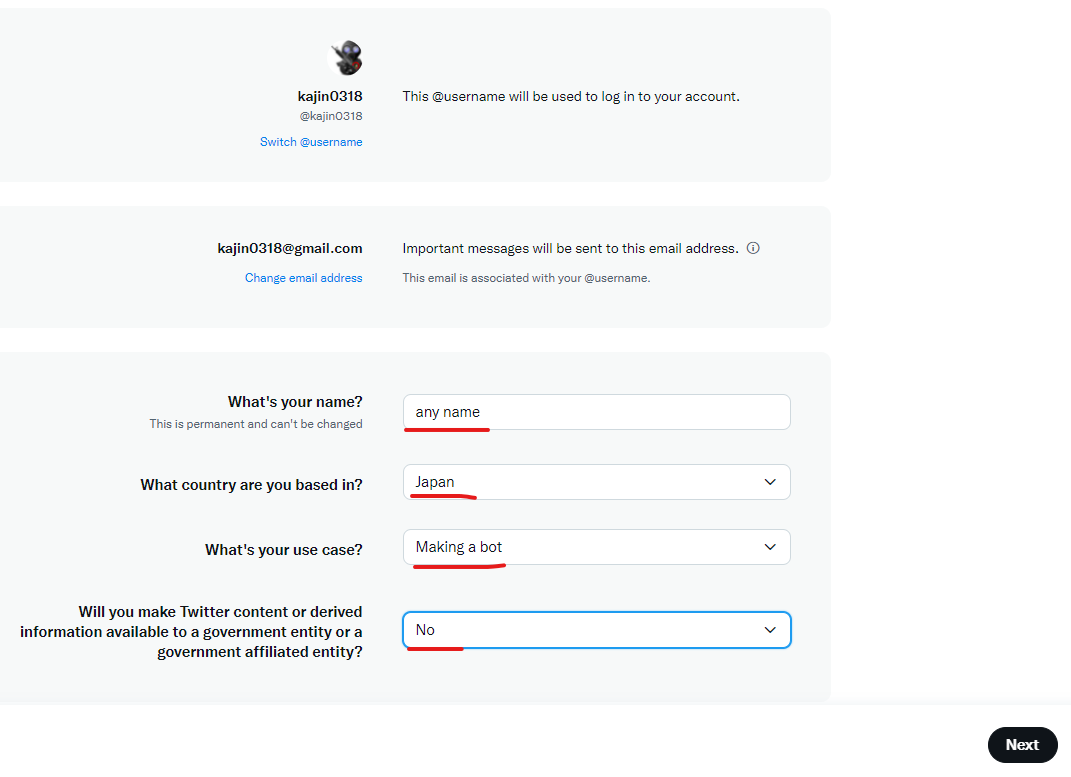 kajin0318
This @username will be used to log in to your account.
@kajin0318
Switch @username
kajin0318@gmail.com
Important messages will be sent to this email address.
Change email address
This email is associated with your @username.
What's your name?
any name
This is permanent and can't be changed
What country are you based in?
Japan
What's your use case?
Making a bot
Will you make Twitter content or derived
information available to a government entity or a
government affiliated entity?
No
Next